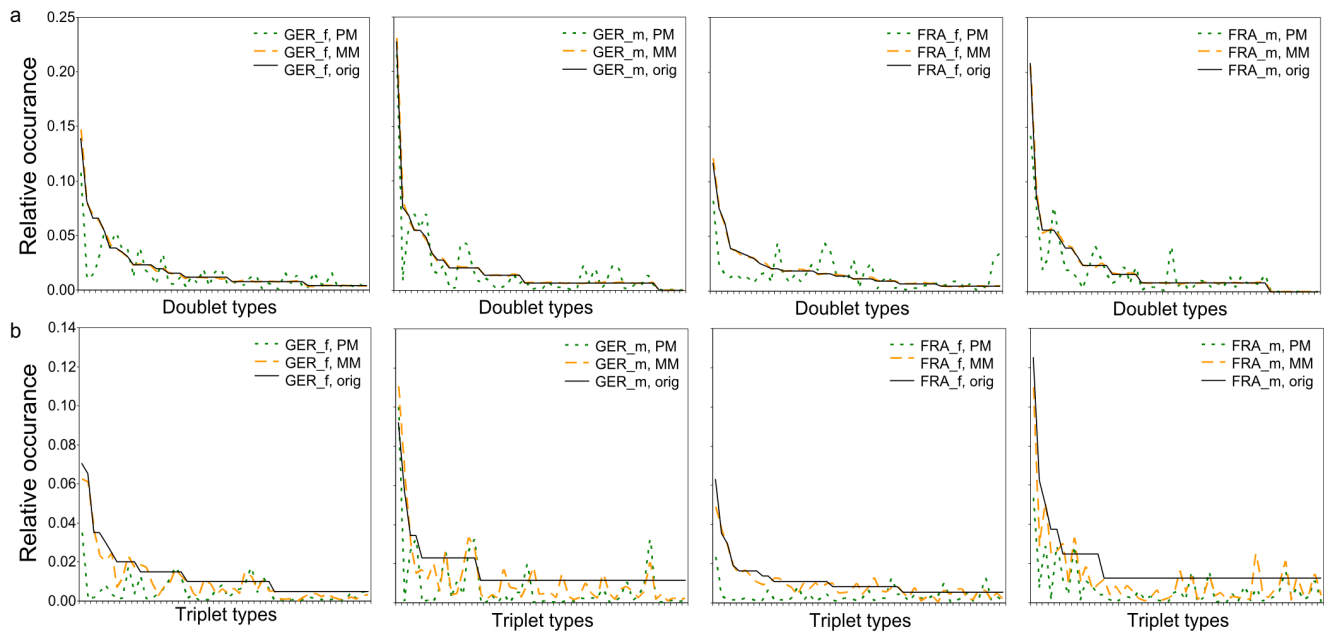 a
Relative occurance
0.25
0.20
0.15
0.10
0.05
0.00
GER_f, PM
GER_f, MM
GER_f, orig
Doublet types
GER_m, PM
GER_m, MM
GER_m, orig
Doublet types
FRA_f, PM
FRA_f, MM
FRA_f, orig
Doublet types
FRA_m, PM
FRA_m, MM
FRA_m, orig
Doublet types
b
Relative occurance
0.14
0.12
0.10
0.08
0.06
0.04
0.02
0.00
GER_f, PM
GER_f, MM
GER_f, orig
Triplet types
GER_m, PM
GER_m, MM
GER_m, orig
Triplet types
FRA_f, PM
FRA_f, MM
FRA_f, orig
Triplet types
FRA_m, PM
FRA_m, MM
FRA_m, orig
Triplet types